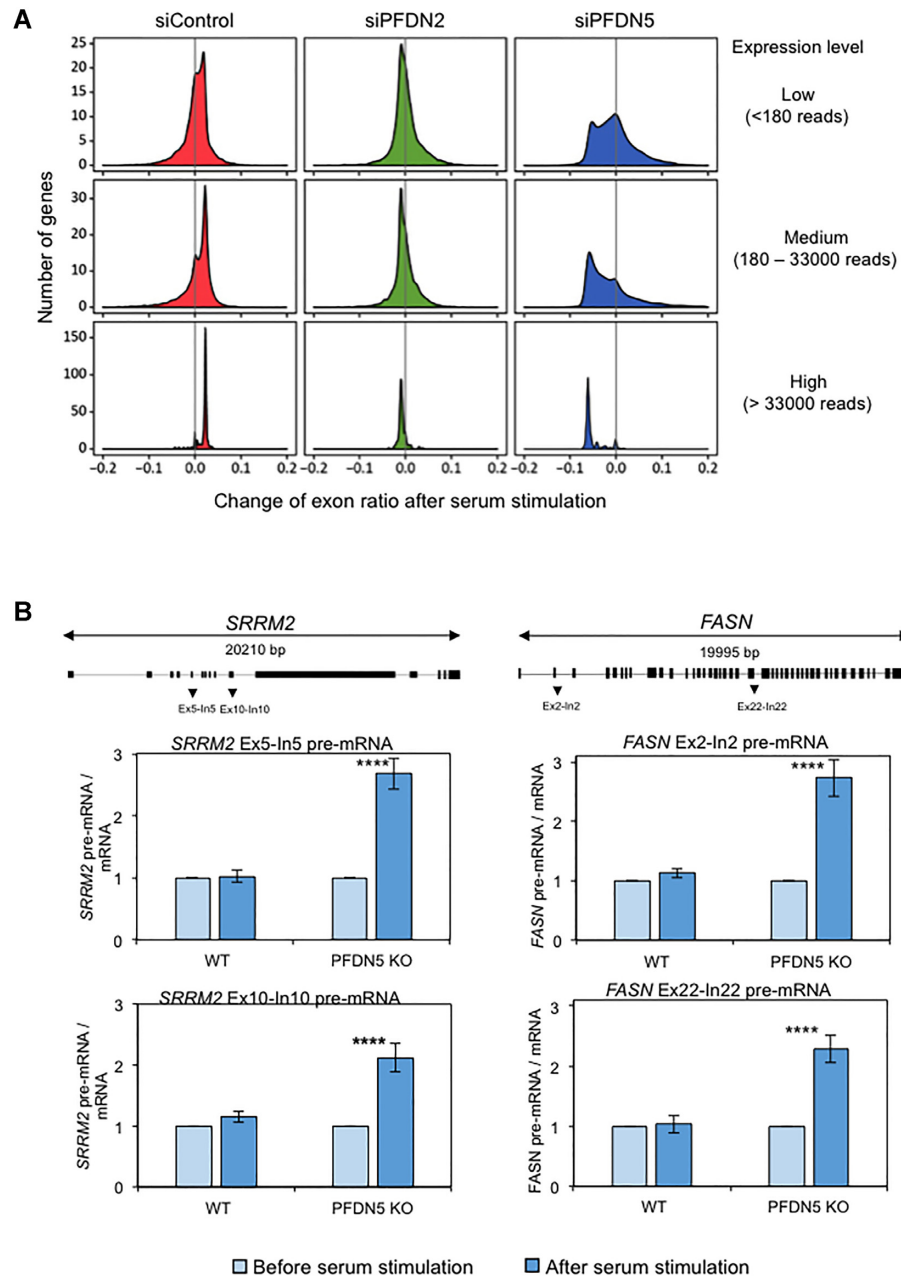 A
siControl siPFDN2 siPFDN5
Expression level
Number of genes
25
20
15
10
5
0
Low
(<180 reads)
30
20
10
0
Medium
(180 – 33000 reads)
150
100
50
0
High
(> 33000 reads)
−0.2 −0.1 0.0 0.1 0.2 −0.2 −0.1 0.0 0.1 0.2 −0.2 −0.1 0.0 0.1 0.2
Change of exon ratio after serum stimulation
B
SRRM2
20210 bp
Ex5-In5 Ex10-In10
FASN
19995 bp
Ex2-In2 Ex22-In22
SRRM2 Ex5-In5 pre-mRNA
SRRM2 pre-mRNA /
mRNA
3
2
1
0
****
WT PFDN5 KO
FASN Ex2-In2 pre-mRNA
FASN pre-mRNA / mRNA
3
2
1
0
****
WT PFDN5 KO
SRRM2 Ex10-In10 pre-mRNA
SRRM2 pre-mRNA /
mRNA
3
2
1
0
****
WT PFDN5 KO
FASN Ex22-In22 pre-mRNA
FASN pre-mRNA / mRNA
3
2
1
0
****
WT PFDN5 KO
Before serum stimulation After serum stimulation